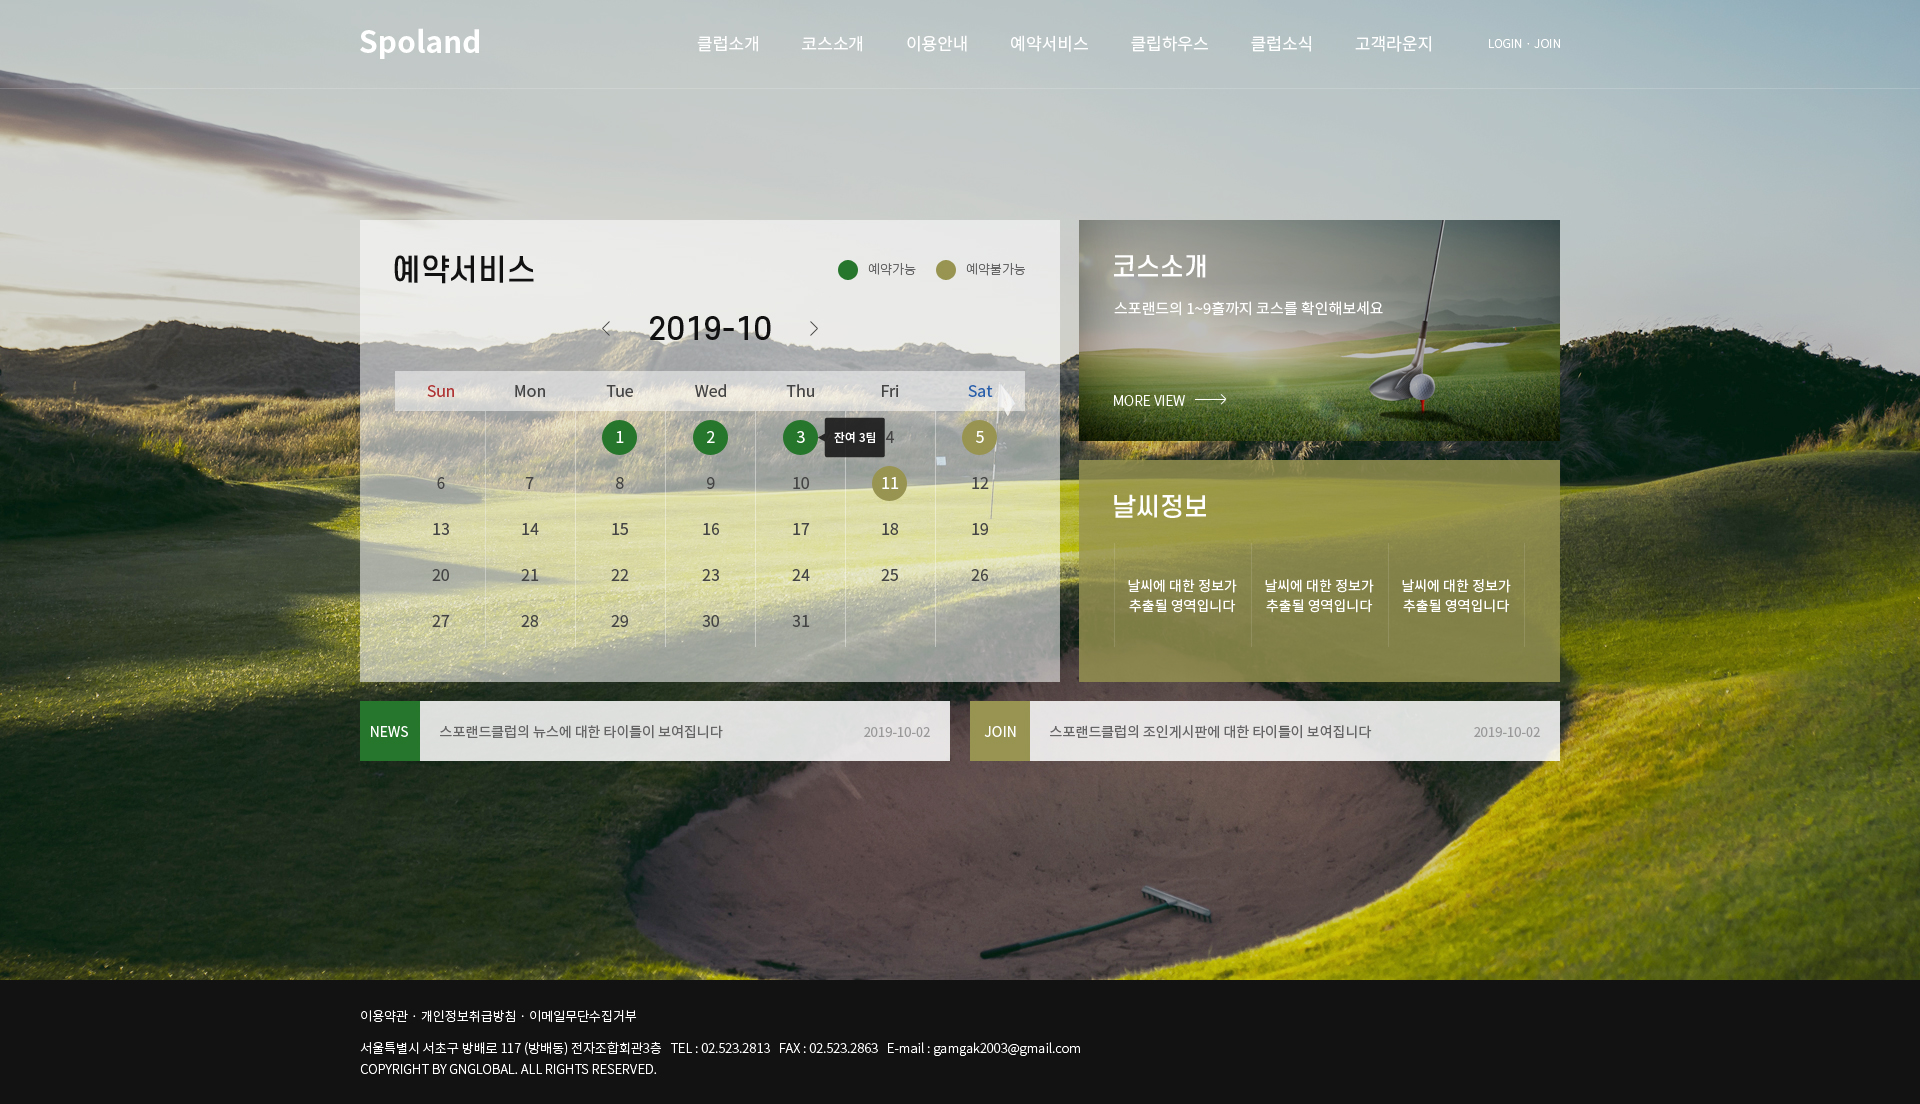 Spoland
클럽소개 코스소개 이용안내 예약서비스 클립하우스 클럽소식 고객라운지 LOGIN · JOIN
예약서비스
예약가능 예약불가능
2019-10
Sun Mon Tue Wed Thu Fri Sat
1 2 3 잔여 3팀 4 5
6 7 8 9 10 11 12
13 14 15 16 17 18 19
20 21 22 23 24 25 26
27 28 29 30 31
코스소개
스포랜드의 1~9홀까지 코스를 확인해보세요
MORE VIEW
날씨정보
날씨에 대한 정보가
추출될 영역입니다
날씨에 대한 정보가
추출될 영역입니다
날씨에 대한 정보가
추출될 영역입니다
NEWS 스포랜드클럽의 뉴스에 대한 타이틀이 보여집니다 2019-10-02
JOIN 스포랜드클럽의 조인게시판에 대한 타이틀이 보여집니다 2019-10-02
이용약관 · 개인정보취급방침 · 이메일무단수집거부
서울특별시 서초구 방배로 117 (방배동) 전자조합회관3층 TEL : 02.523.2813 FAX : 02.523.2863 E-mail : gamgak2003@gmail.com
COPYRIGHT BY GNGLOBAL. ALL RIGHTS RESERVED.